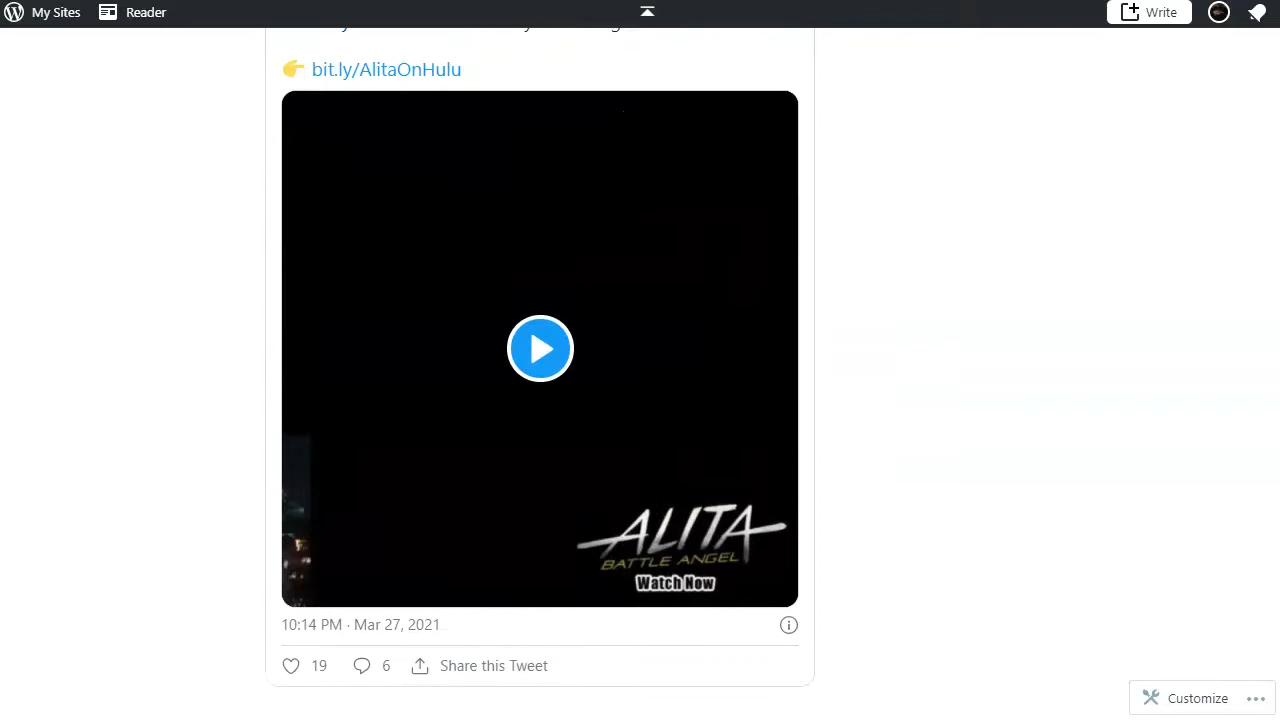 My Sites Reader Write
👉 bit.ly/AlitaOnHulu
ALITA
BATTLE ANGEL
Watch Now
10:14 PM · Mar 27, 2021
19 6 Share this Tweet
Customize